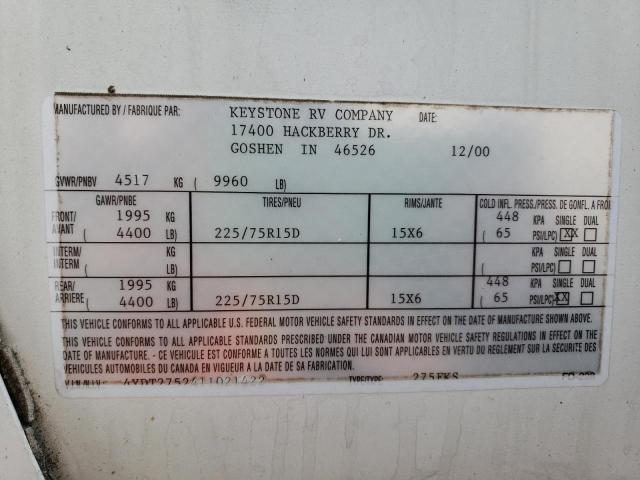 MANUFACTURED BY / FABRIQUE PAR: KEYSTONE RV COMPANY DATE:
17400 HACKBERRY DR.
GOSHEN IN 46526 12/00
GVWR/PNBV 4517 KG ( 9960 LB)
GAWR/PNBE TIRES/PNEU RIMS/JANTE COLD INFL. PRESS./PRESS. DE GONFL. A FROI
FRONT/ 1995 KG 448 KPA SINGLE DUAL
AVANT ( 4400 LB) 225/75R15D 15X6 ( 65 PSI/LPC) XX
INTERM/ KG KPA SINGLE DUAL
INTERM ( LB) ( PSI/LPC)
REAR/ 1995 KG 448 KPA SINGLE DUAL
ARRIERE ( 4400 LB) 225/75R15D 15X6 ( 65 PSI/LPC) XX
THIS VEHICLE CONFORMS TO ALL APPLICABLE U.S. FEDERAL MOTOR VEHICLE SAFETY STANDARDS IN EFFECT ON THE DATE OF MANUFACTURE SHOWN ABOVE.
THIS VEHICLE CONFORMS TO ALL APPLICABLE STANDARDS PRESCRIBED UNDER THE CANADIAN MOTOR VEHICLE SAFETY REGULATIONS IN EFFECT ON THE
DATE OF MANUFACTURE. - CE VEHICULE EST CONFORME A TOUTES LES NORMES QUI LUI SONT APPLICABLES EN VERTU DU REGLEMENT SUR LA SECURITE DES
VEHICULES AUTOMOBILES DU CANADA EN VIGUEUR A LA DATE DE SA FABRICATION.
TYPE/TYPE: 275FKS